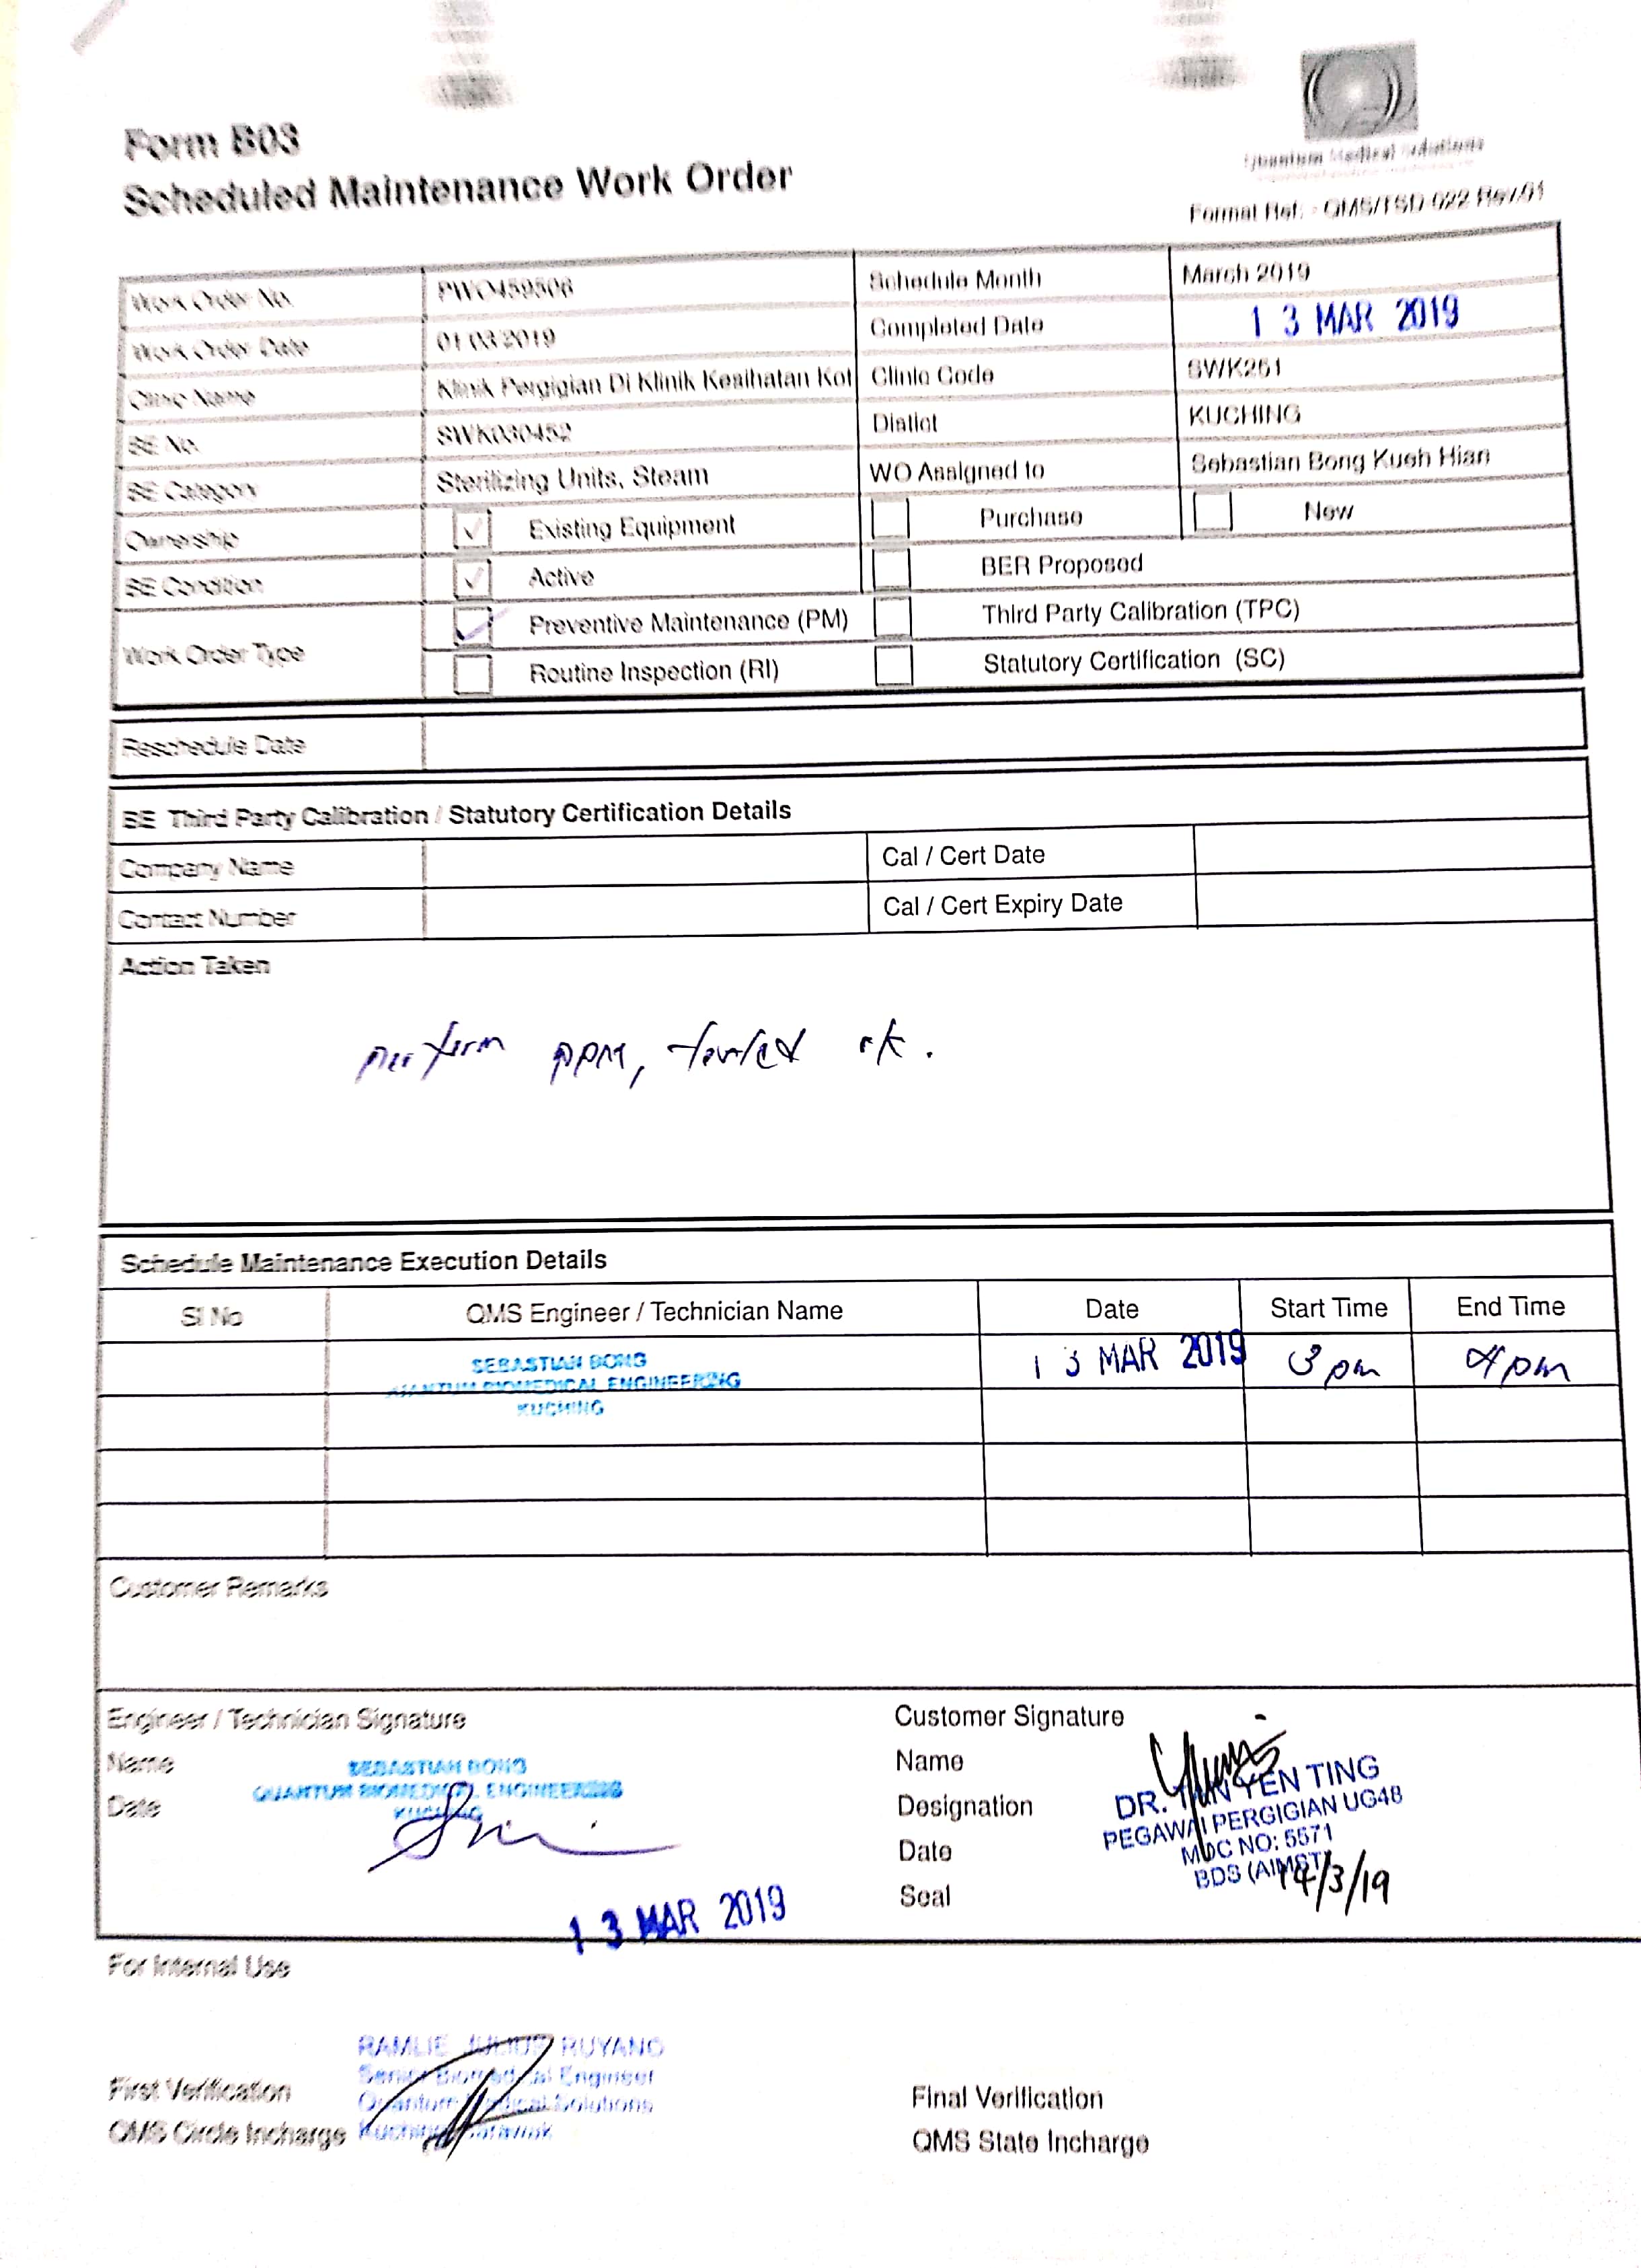 Form B03
Scheduled Maintenance Work Order
Quantum Medical Solutions
Format Ref. : QMS/TSD 022 Rev/01
Work Order No. PWO459506 Schedule Month March 2019
Work Order Date 01/03/2019 Completed Date 13 MAR 2019
Clinic Name Klinik Pergigian Di Klinik Kesihatan Kot Clinic Code SWK261
BE No. SWK030452 Distict KUCHING
BE Category Sterilizing Units, Steam WO Assigned to Sebastian Bong Kueh Hian
Ownership Existing Equipment Purchase New
BE Condition Active BER Proposed
Work Order Type Preventive Maintenance (PM) Third Party Calibration (TPC)
Routine Inspection (RI) Statutory Certification (SC)
Reschedule Date
BE Third Party Calibration / Statutory Certification Details
Company Name Cal / Cert Date
Contact Number Cal / Cert Expiry Date
Action Taken
perform PPM, ok.
Schedule Maintenance Execution Details
Sl No QMS Engineer / Technician Name Date Start Time End Time
SEBASTIAN BONG 13 MAR 2019 3pm 4pm
QUANTUM BIOMEDICAL ENGINEERING
KUCHING
Customer Remarks
Engineer / Technician Signature Customer Signature
Name SEBASTIAN BONG Name DR. TAN YEN TING
QUANTUM BIOMEDICAL ENGINEERING
KUCHING
Date Designation PEGAWAI PERGIGIAN UG48
Date MDC NO: 5571
BDS (AIMST)
Seal 14/3/19
13 MAR 2019
For Internal Use
RAMLIE JULIUS RUYANG
Senior Biomedical Engineer
First Verification Quantum Medical Solutions Final Verification
QMS Circle Incharge Kuching Sarawak QMS State Incharge